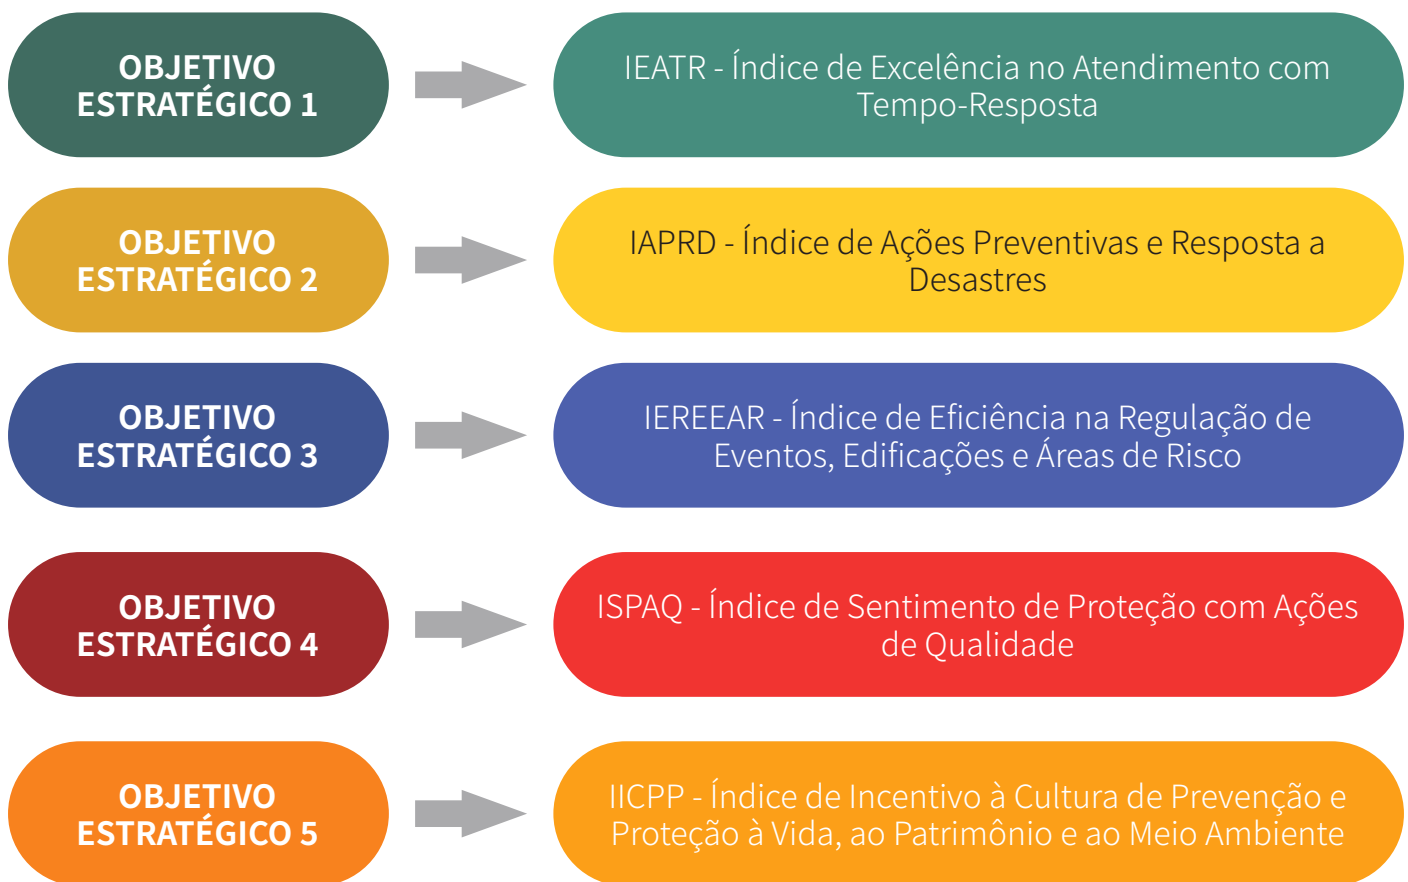 OBJETIVO
ESTRATÉGICO 1
IEATR - Índice de Excelência no Atendimento com
Tempo-Resposta
OBJETIVO
ESTRATÉGICO 2
IAPRD - Índice de Ações Preventivas e Resposta a
Desastres
OBJETIVO
ESTRATÉGICO 3
IEREEAR - Índice de Eficiência na Regulação de
Eventos, Edificações e Áreas de Risco
OBJETIVO
ESTRATÉGICO 4
ISPAQ - Índice de Sentimento de Proteção com Ações
de Qualidade
OBJETIVO
ESTRATÉGICO 5
IICPP - Índice de Incentivo à Cultura de Prevenção e
Proteção à Vida, ao Patrimônio e ao Meio Ambiente